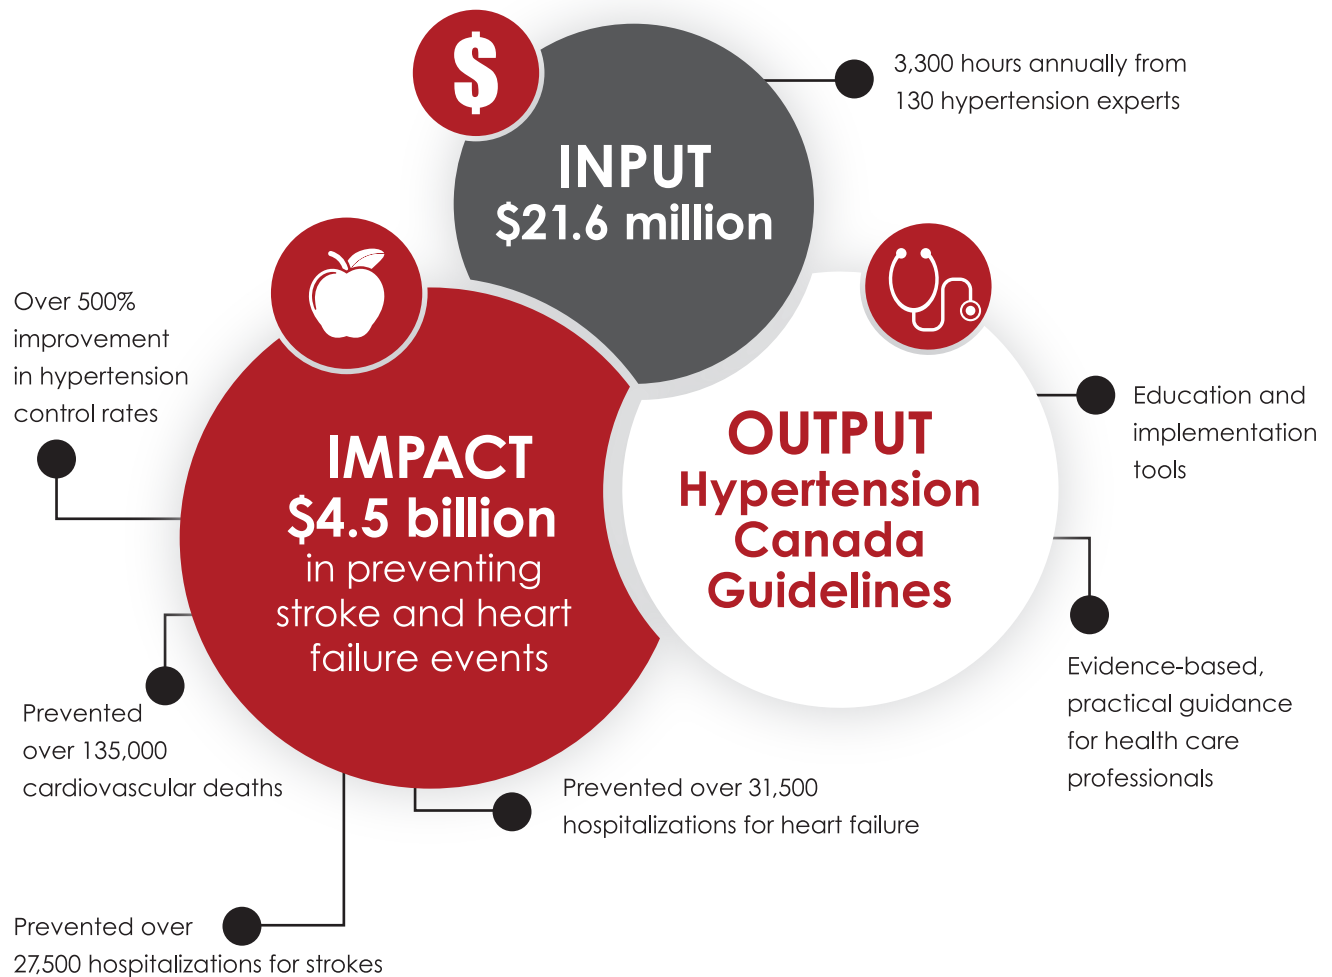 $
INPUT
$21.6 million
3,300 hours annually from
130 hypertension experts
OUTPUT
Hypertension
Canada
Guidelines
Education and
implementation
tools
Evidence-based,
practical guidance
for health care
professionals
IMPACT
$4.5 billion
in preventing
stroke and heart
failure events
Over 500%
improvement
in hypertension
control rates
Prevented
over 135,000
cardiovascular deaths
Prevented over 31,500
hospitalizations for heart failure
Prevented over
27,500 hospitalizations for strokes